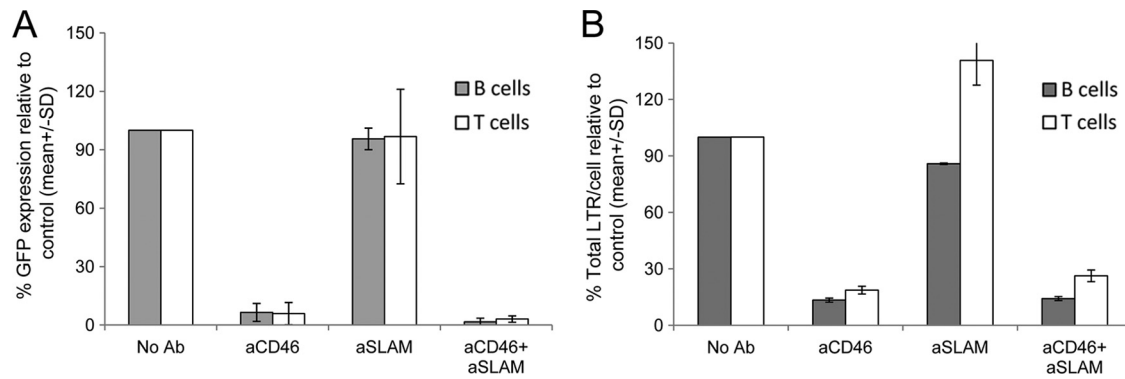 A
% GFP expression relative to
control (mean+/-SD)
150
120
90
60
30
0
B cells
T cells
No Ab
aCD46
aSLAM
aCD46+
aSLAM
B
% Total LTR/cell relative to
control (mean+/-SD)
150
120
90
60
30
0
B cells
T cells
No Ab
aCD46
aSLAM
aCD46+
aSLAM